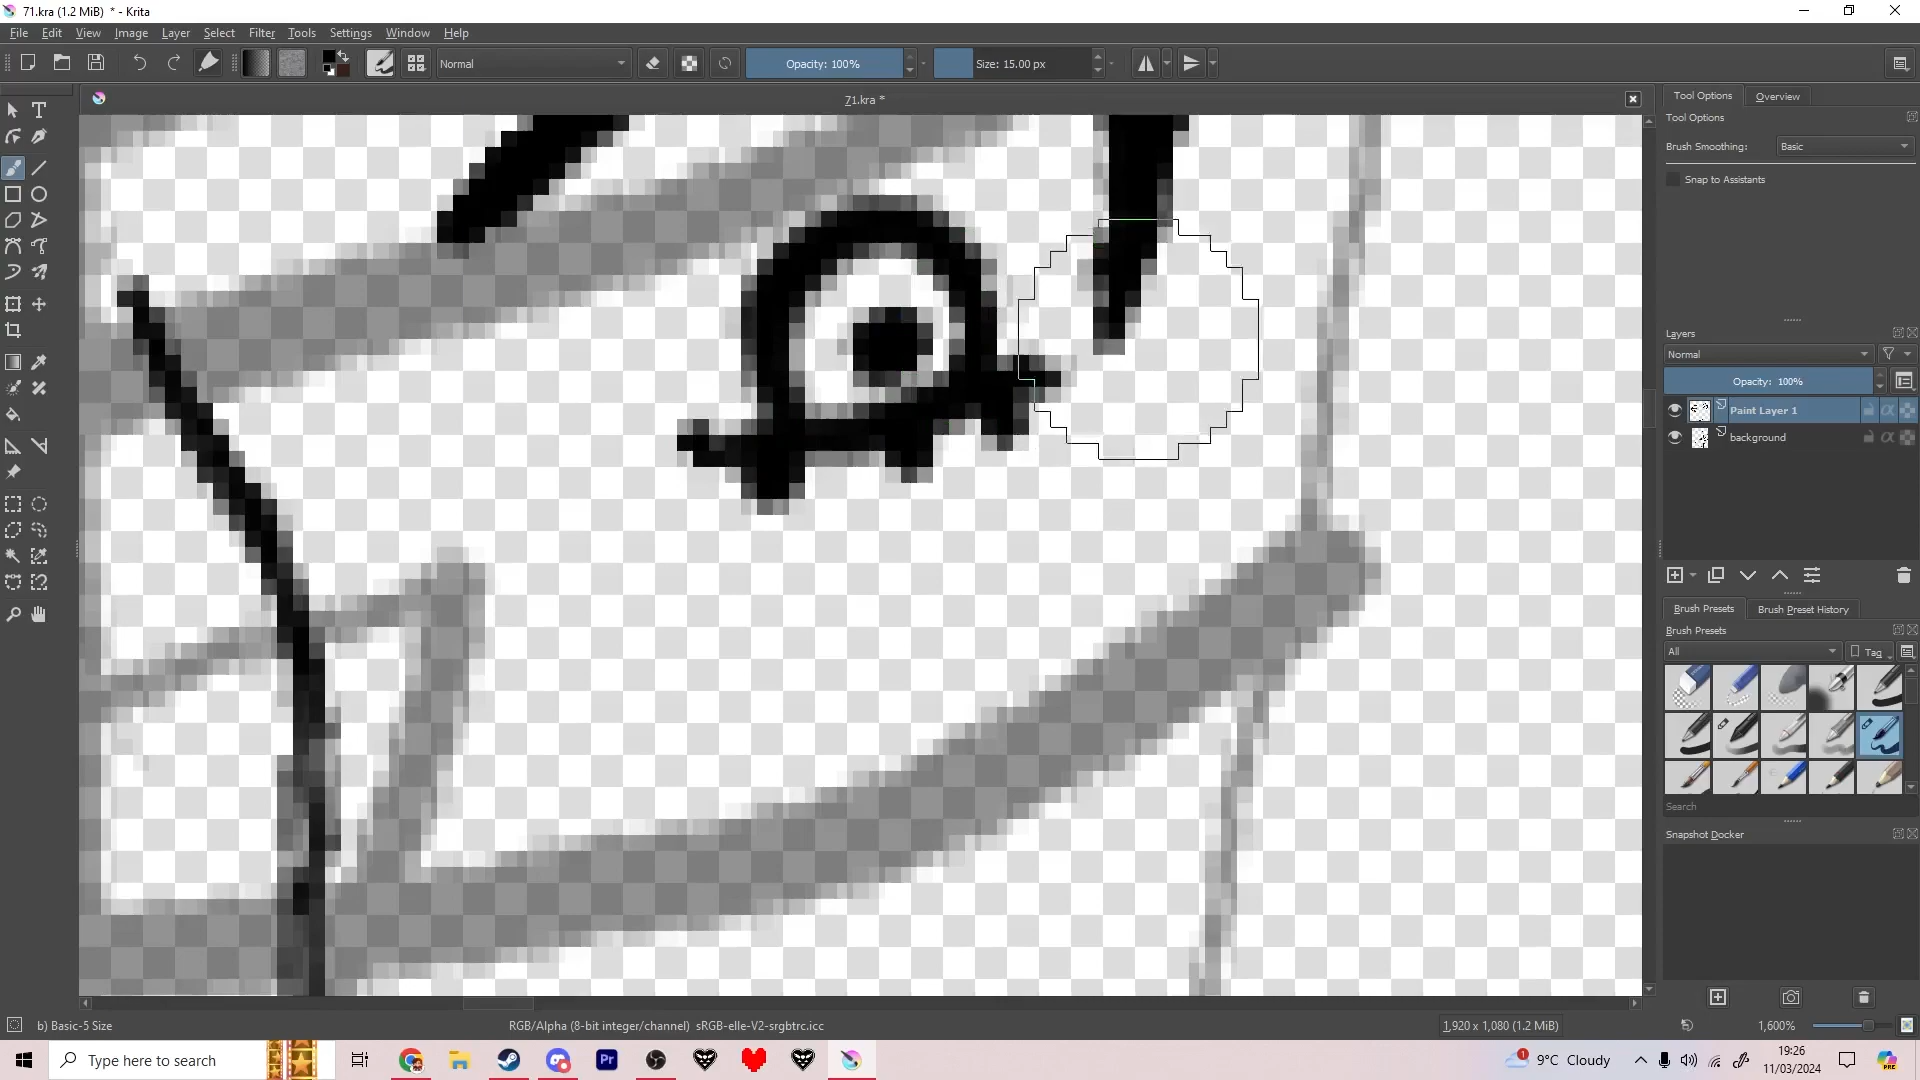 71.kra (1.2 MiB) * - Krita
File Edit View Image Layer Select Filter Tools Settings Window Help
Normal
Opacity: 100%
Size: 15.00 px
71.kra *
Tool Options
Overview
Tool Options
Brush Smoothing:
Basic
Snap to Assistants
Layers
Normal
Opacity: 100%
Paint Layer 1
background
Brush Presets
Brush Preset History
Brush Presets
All
Tag
Search
Snapshot Docker
b) Basic-5 Size
RGB/Alpha (8-bit integer/channel) sRGB-elle-V2-srgbtrc.icc
1,920 x 1,080 (1.2 MiB)
1,600%
Type here to search
Pr
1
9°C Cloudy
19:26
11/03/2024
PRE